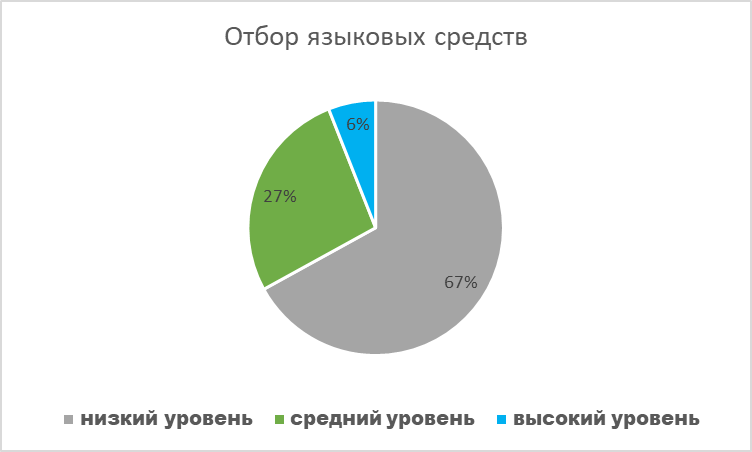 Отбор языковых средств
6%
27%
67%
низкий уровень средний уровень высокий уровень